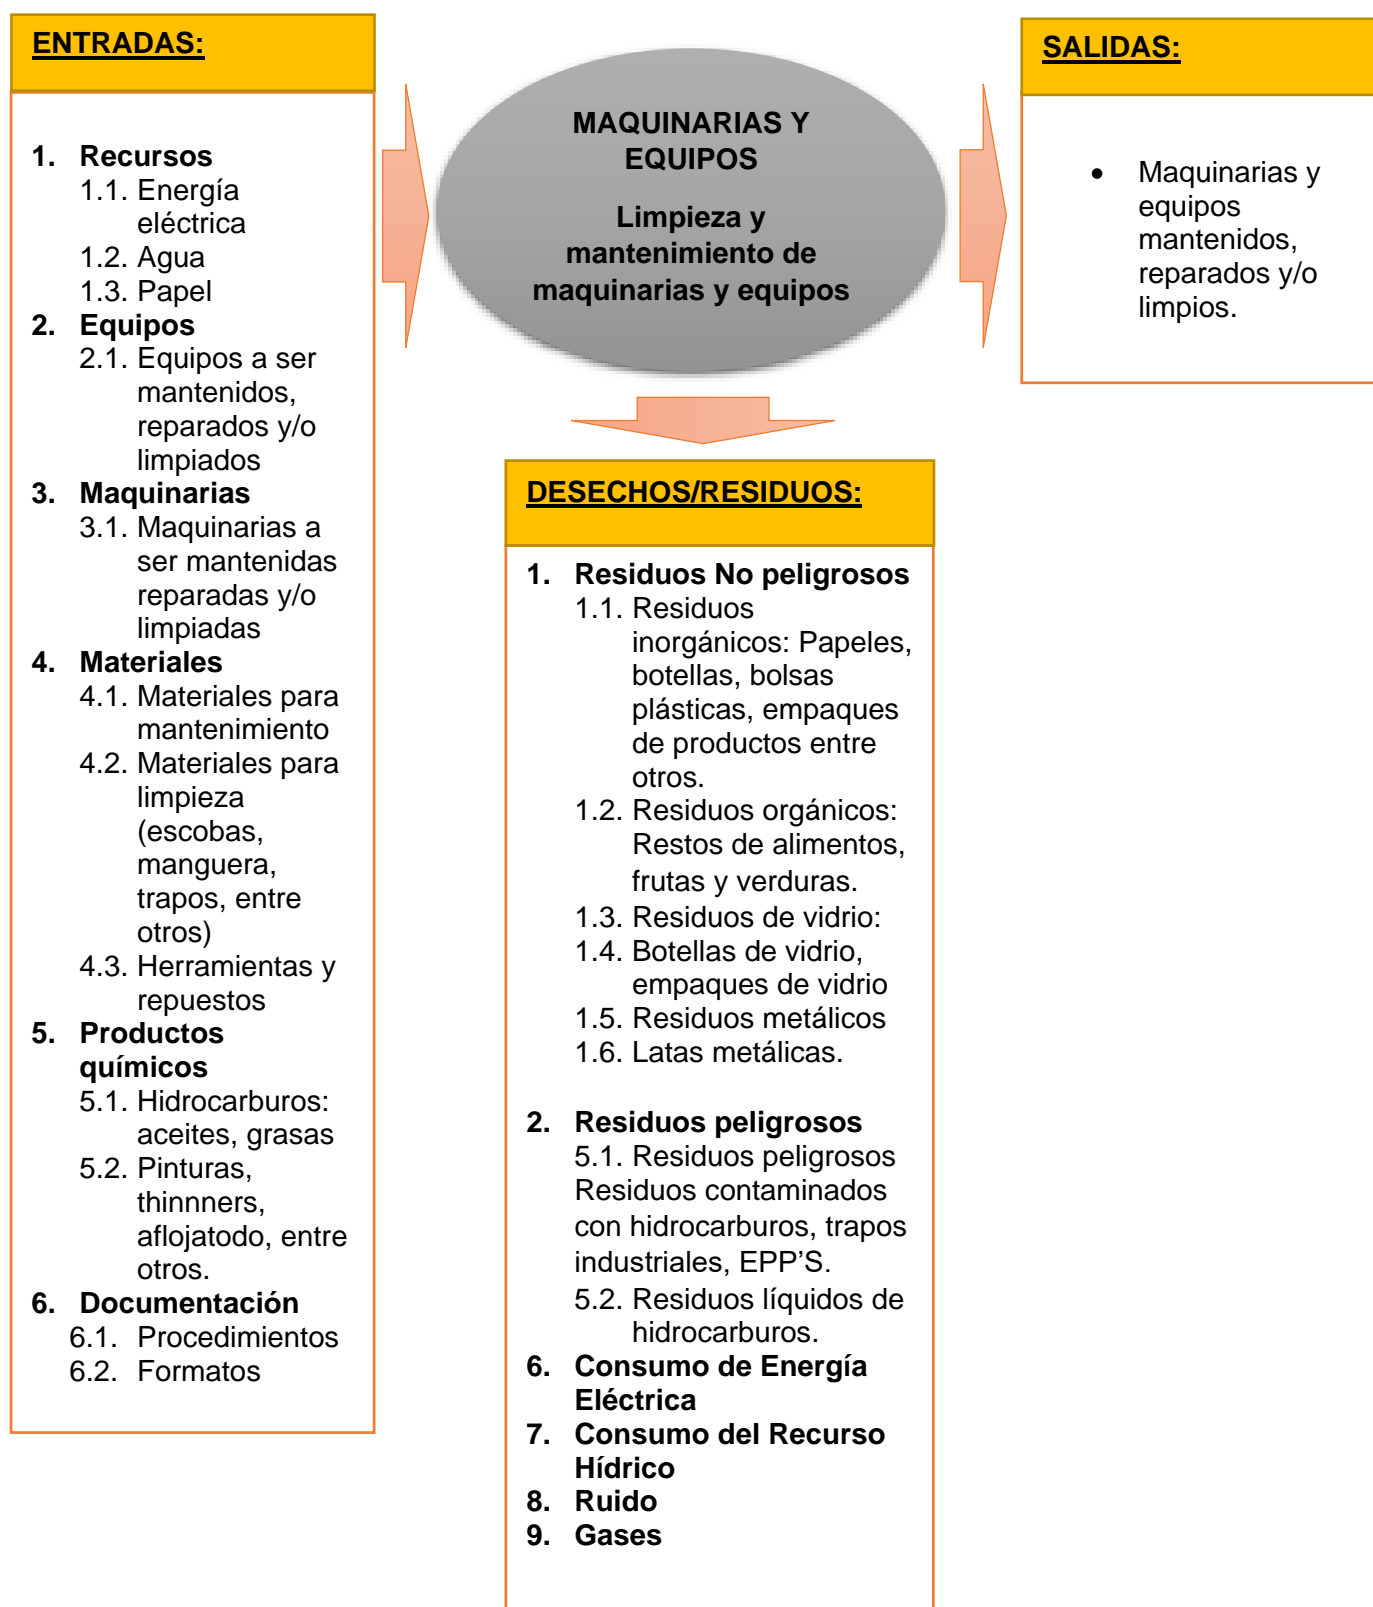 ENTRADAS:
1. Recursos
1.1. Energía
eléctrica
1.2. Agua
1.3. Papel
2. Equipos
2.1. Equipos a ser
mantenidos,
reparados y/o
limpiados
3. Maquinarias
3.1. Maquinarias a
ser mantenidas
reparadas y/o
limpiadas
4. Materiales
4.1. Materiales para
mantenimiento
4.2. Materiales para
limpieza
(escobas,
manguera,
trapos, entre
otros)
4.3. Herramientas y
repuestos
5. Productos
químicos
5.1. Hidrocarburos:
aceites, grasas
5.2. Pinturas,
thinnners,
aflojatodo, entre
otros.
6. Documentación
6.1. Procedimientos
6.2. Formatos
MAQUINARIAS Y
EQUIPOS
Limpieza y
mantenimiento de
maquinarias y equipos
SALIDAS:
• Maquinarias y
equipos
mantenidos,
reparados y/o
limpios.
DESECHOS/RESIDUOS:
1. Residuos No peligrosos
1.1. Residuos
inorgánicos: Papeles,
botellas, bolsas
plásticas, empaques
de productos entre
otros.
1.2. Residuos orgánicos:
Restos de alimentos,
frutas y verduras.
1.3. Residuos de vidrio:
1.4. Botellas de vidrio,
empaques de vidrio
1.5. Residuos metálicos
1.6. Latas metálicas.
2. Residuos peligrosos
5.1. Residuos peligrosos
Residuos contaminados
con hidrocarburos, trapos
industriales, EPP’S.
5.2. Residuos líquidos de
hidrocarburos.
6. Consumo de Energía
Eléctrica
7. Consumo del Recurso
Hídrico
8. Ruido
9. Gases